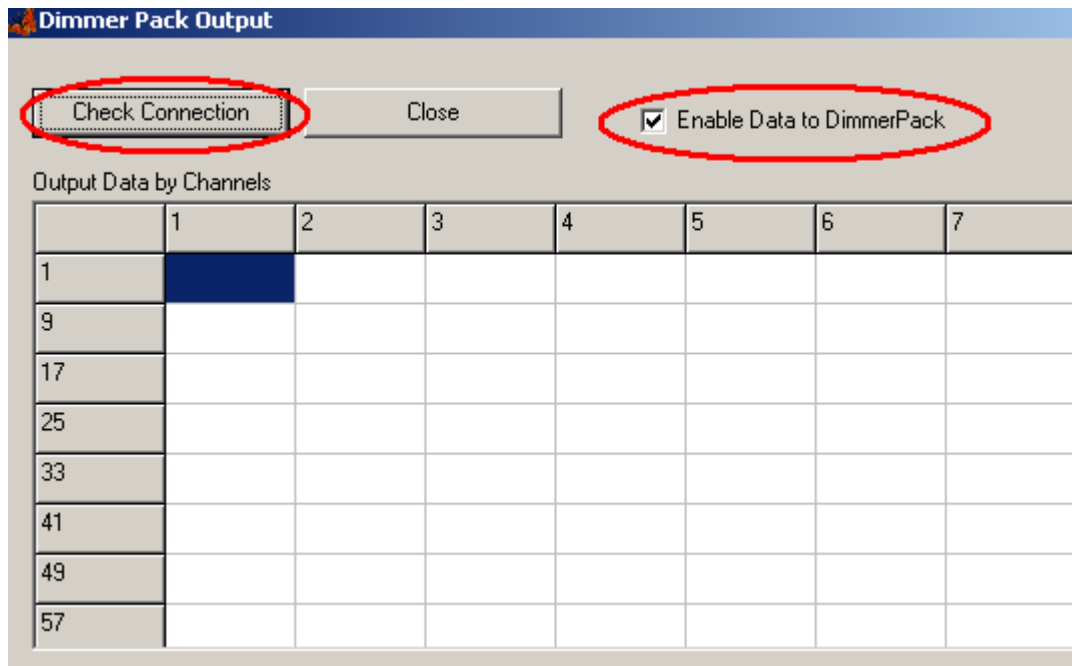 Dimmer Pack Output
Check Connection Close Enable Data to DimmerPack
Output Data by Channels
1 2 3 4 5 6 7
1
9
17
25
33
41
49
57